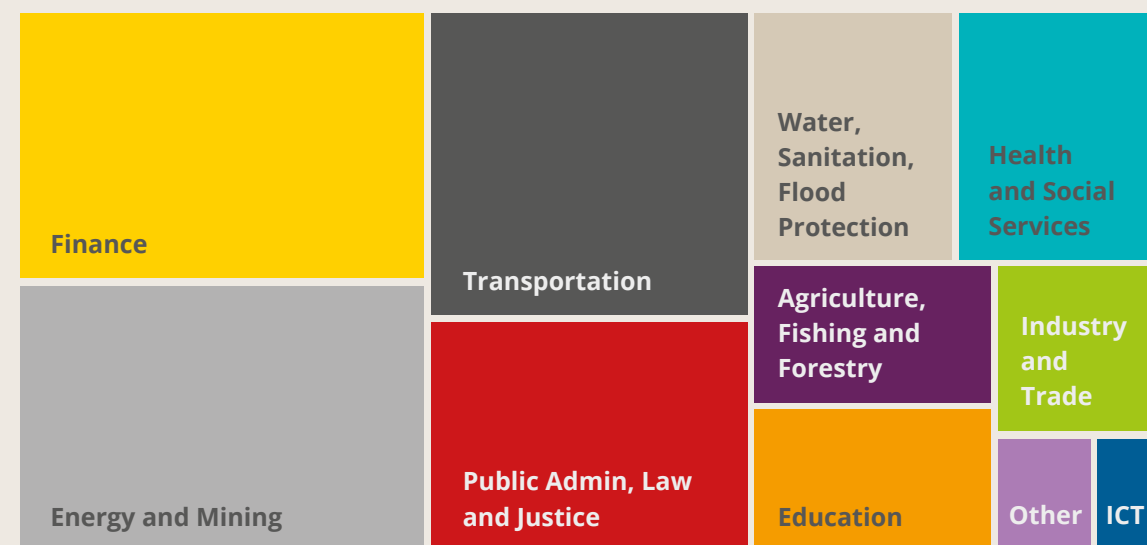 Finance
Energy and Mining
Transportation
Public Admin, Law
and Justice
Water,
Sanitation,
Flood
Protection
Health
and Social
Services
Agriculture,
Fishing and
Forestry
Industry
and
Trade
Education
Other
ICT